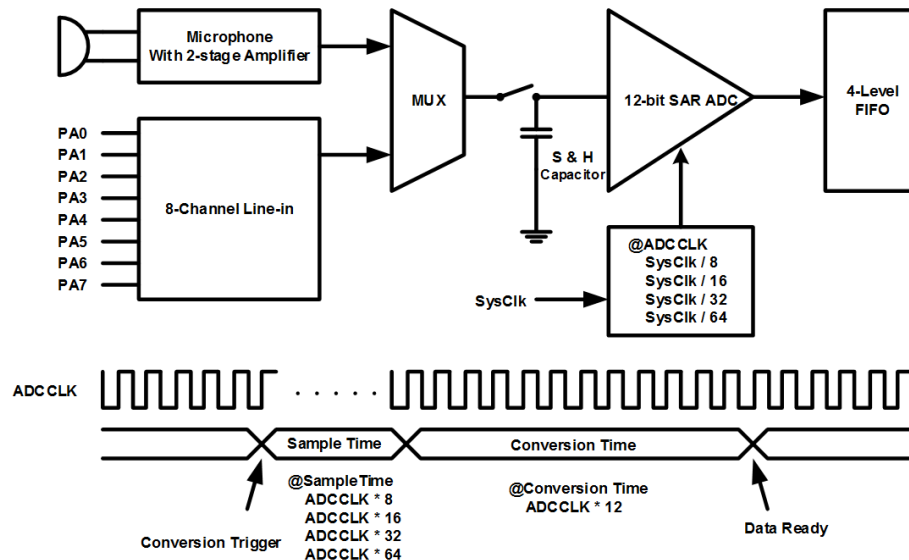 Microphone
With 2-stage Amplifier
PA0
PA1
PA2
PA3
PA4
PA5
PA6
PA7
8-Channel Line-in
MUX
S & H
Capacitor
12-bit SAR ADC
4-Level
FIFO
SysClk
@ADCCLK
SysClk / 8
SysClk / 16
SysClk / 32
SysClk / 64
ADCCLK
Sample Time
Conversion Time
Conversion Trigger
@SampleTime
ADCCLK * 8
ADCCLK * 16
ADCCLK * 32
ADCCLK * 64
@Conversion Time
ADCCLK * 12
Data Ready